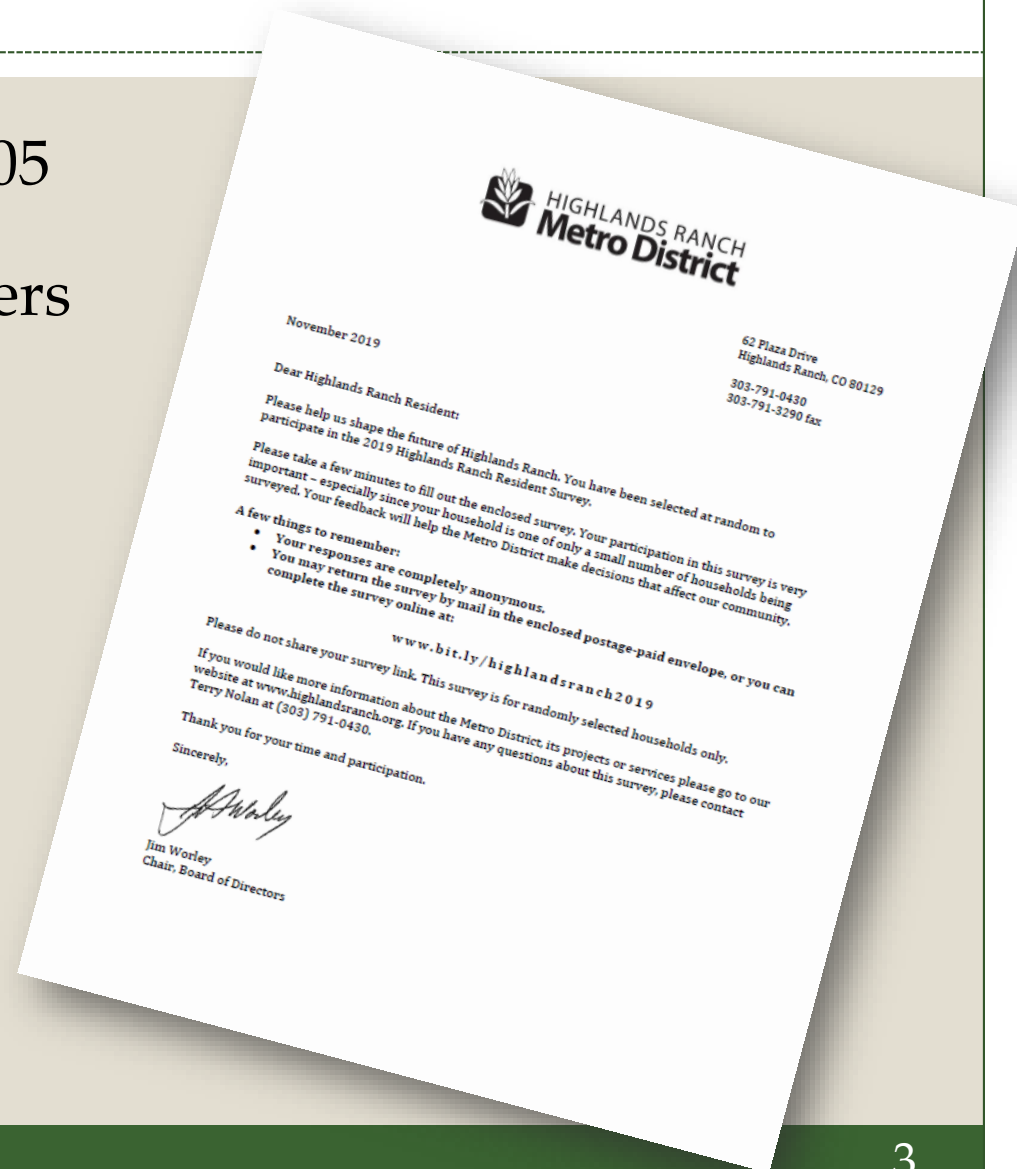 05
ers
HIGHLANDS RANCH
Metro District
November 2019
62 Plaza Drive
Highlands Ranch, CO 80129
303-791-0430
303-791-3290 fax
Dear Highlands Ranch Resident:
Please help us shape the future of Highlands Ranch. You have been selected at random to
participate in the 2019 Highlands Ranch Resident Survey.
Please take a few minutes to fill out the enclosed survey. Your participation in this survey is very
important – especially since your household is one of only a small number of households being
surveyed. Your feedback will help the Metro District make decisions that affect our community.
A few things to remember:
• Your responses are completely anonymous.
• You may return the survey by mail in the enclosed postage-paid envelope, or you can
complete the survey online at:
www.bit.ly/highlandsranch2019
Please do not share your survey link. This survey is for randomly selected households only.
If you would like more information about the Metro District, its projects or services please go to our
website at www.highlandsranch.org. If you have any questions about this survey, please contact
Terry Nolan at (303) 791-0430.
Thank you for your time and participation.
Sincerely,
Jim Worley
Chair, Board of Directors
3